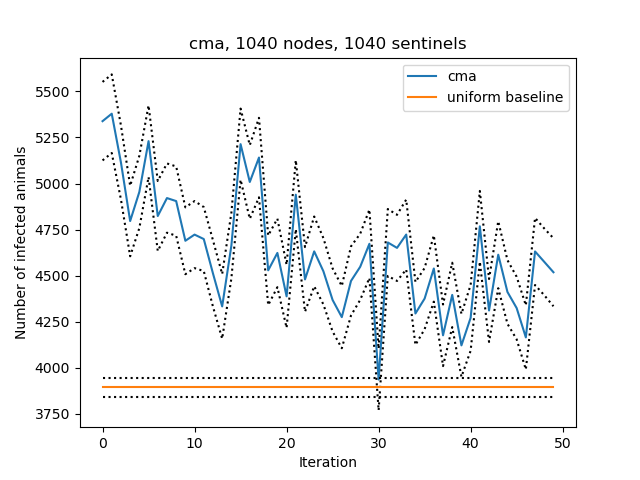 cma, 1040 nodes, 1040 sentinels
cma
uniform baseline
Number of infected animals
5500
5250
5000
4750
4500
4250
4000
3750
0 10 20 30 40 50
Iteration